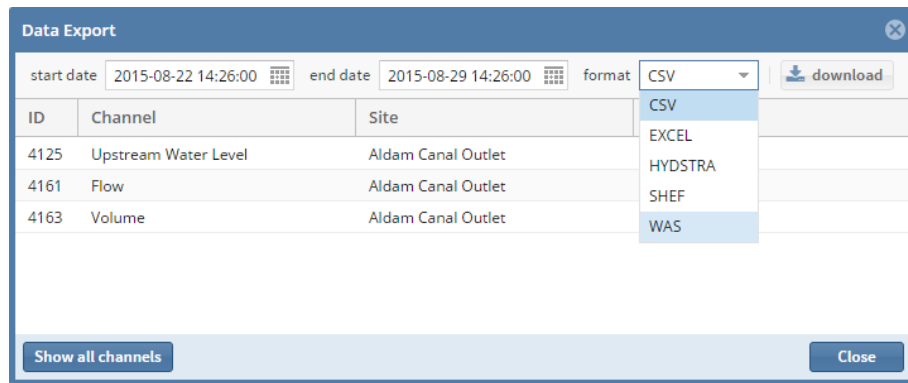 Data Export
start date 2015-08-22 14:26:00 end date 2015-08-29 14:26:00 format CSV download
ID Channel Site CSV
4125 Upstream Water Level Aldam Canal Outlet EXCEL
HYDSTRA
4161 Flow Aldam Canal Outlet SHEF
4163 Volume Aldam Canal Outlet WAS
Show all channels Close